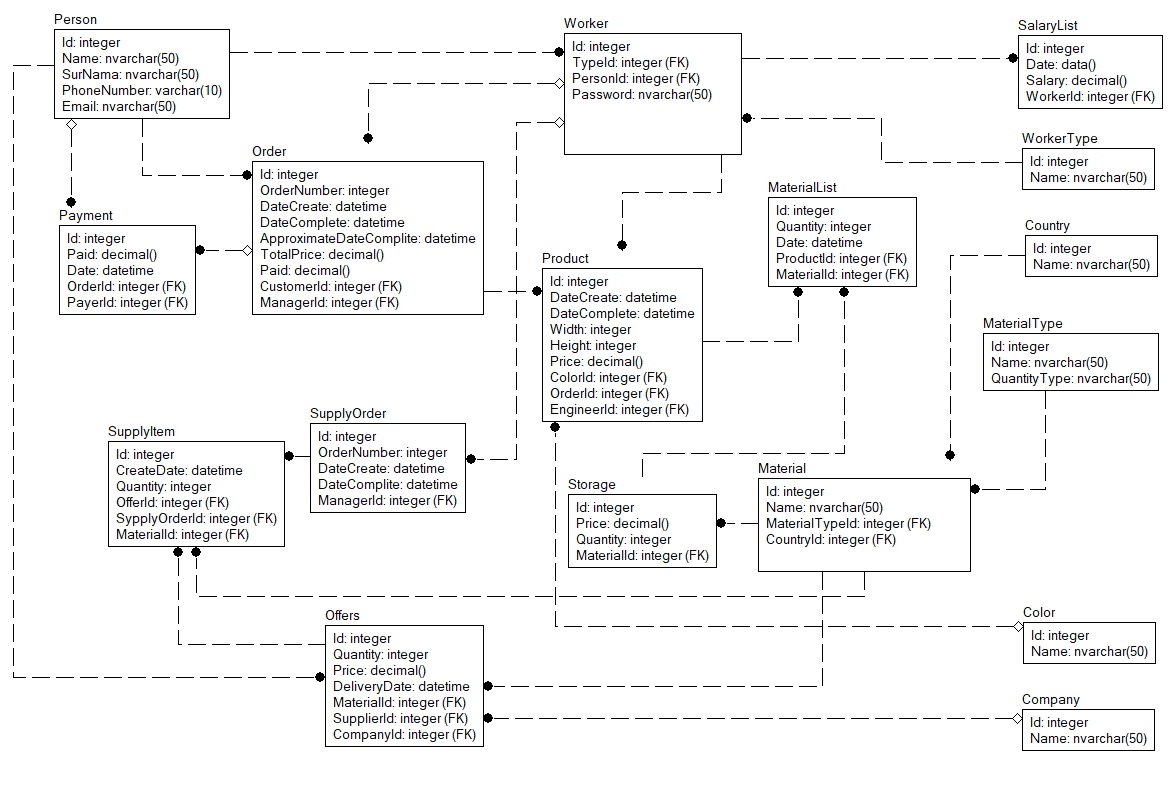 Person
Id: integer
Name: nvarchar(50)
SurNama: nvarchar(50)
PhoneNumber: varchar(10)
Email: nvarchar(50)
Worker
Id: integer
TypeId: integer (FK)
PersonId: integer (FK)
Password: nvarchar(50)
SalaryList
Id: integer
Date: data()
Salary: decimal()
WorkerId: integer (FK)
WorkerType
Id: integer
Name: nvarchar(50)
Order
Id: integer
OrderNumber: integer
DateCreate: datetime
DateComplete: datetime
ApproximateDateComplite: datetime
TotalPrice: decimal()
Paid: decimal()
CustomerId: integer (FK)
ManagerId: integer (FK)
MaterialList
Id: integer
Quantity: integer
Date: datetime
ProductId: integer (FK)
MaterialId: integer (FK)
Payment
Id: integer
Paid: decimal()
Date: datetime
OrderId: integer (FK)
PayerId: integer (FK)
Country
Id: integer
Name: nvarchar(50)
Product
Id: integer
DateCreate: datetime
DateComplete: datetime
Width: integer
Height: integer
Price: decimal()
ColorId: integer (FK)
OrderId: integer (FK)
EngineerId: integer (FK)
MaterialType
Id: integer
Name: nvarchar(50)
QuantityType: nvarchar(50)
SupplyOrder
Id: integer
OrderNumber: integer
DateCreate: datetime
DateComplite: datetime
ManagerId: integer (FK)
SupplyItem
Id: integer
CreateDate: datetime
Quantity: integer
OfferId: integer (FK)
SypplyOrderId: integer (FK)
MaterialId: integer (FK)
Material
Id: integer
Name: nvarchar(50)
MaterialTypeId: integer (FK)
CountryId: integer (FK)
Storage
Id: integer
Price: decimal()
Quantity: integer
MaterialId: integer (FK)
Offers
Id: integer
Quantity: integer
Price: decimal()
DeliveryDate: datetime
MaterialId: integer (FK)
SupplierId: integer (FK)
CompanyId: integer (FK)
Color
Id: integer
Name: nvarchar(50)
Company
Id: integer
Name: nvarchar(50)